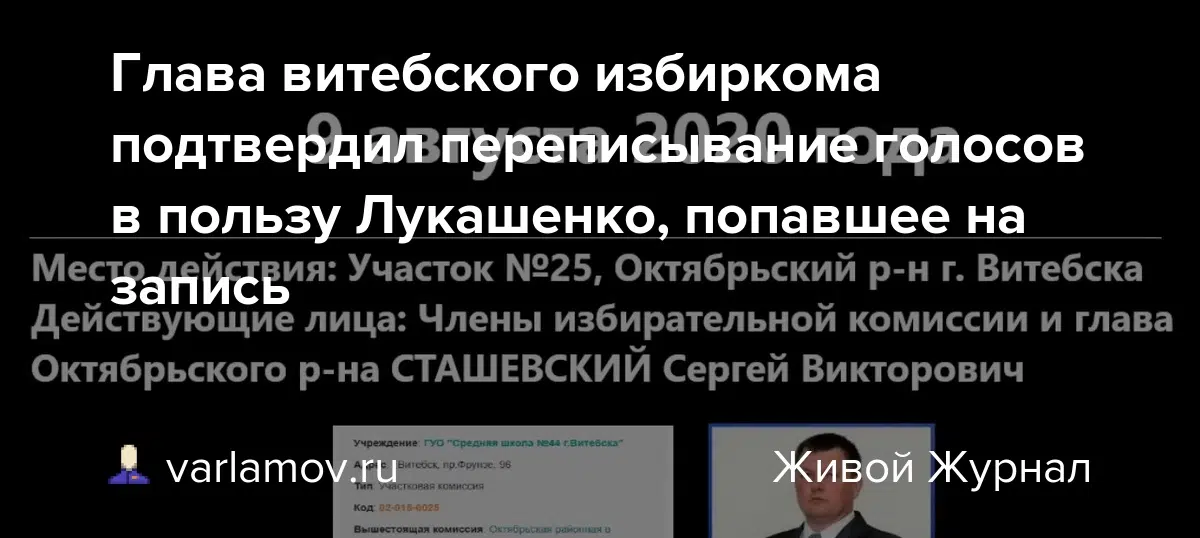 Глава витебского избиркома
9 августа 2020 года
подтвердил переписывание голосов
в пользу Лукашенко, попавшее на
Место действия: Участок №25, Октябрьский р-н г. Витебска
запись
Действующие лица: Члены избирательной комиссии и глава
Октябрьского р-на СТАШЕВСКИЙ Сергей Викторович
Учреждение: ГУО "Средняя школа №44 г.Витебска"
Адрес: г.Витебск, пр.Фрунзе, 96
varlamov.ru
Живой Журнал
Тип: Участковая комиссия
Код: 02-015-0025
Вышестоящая комиссия: Октябрьская районная в